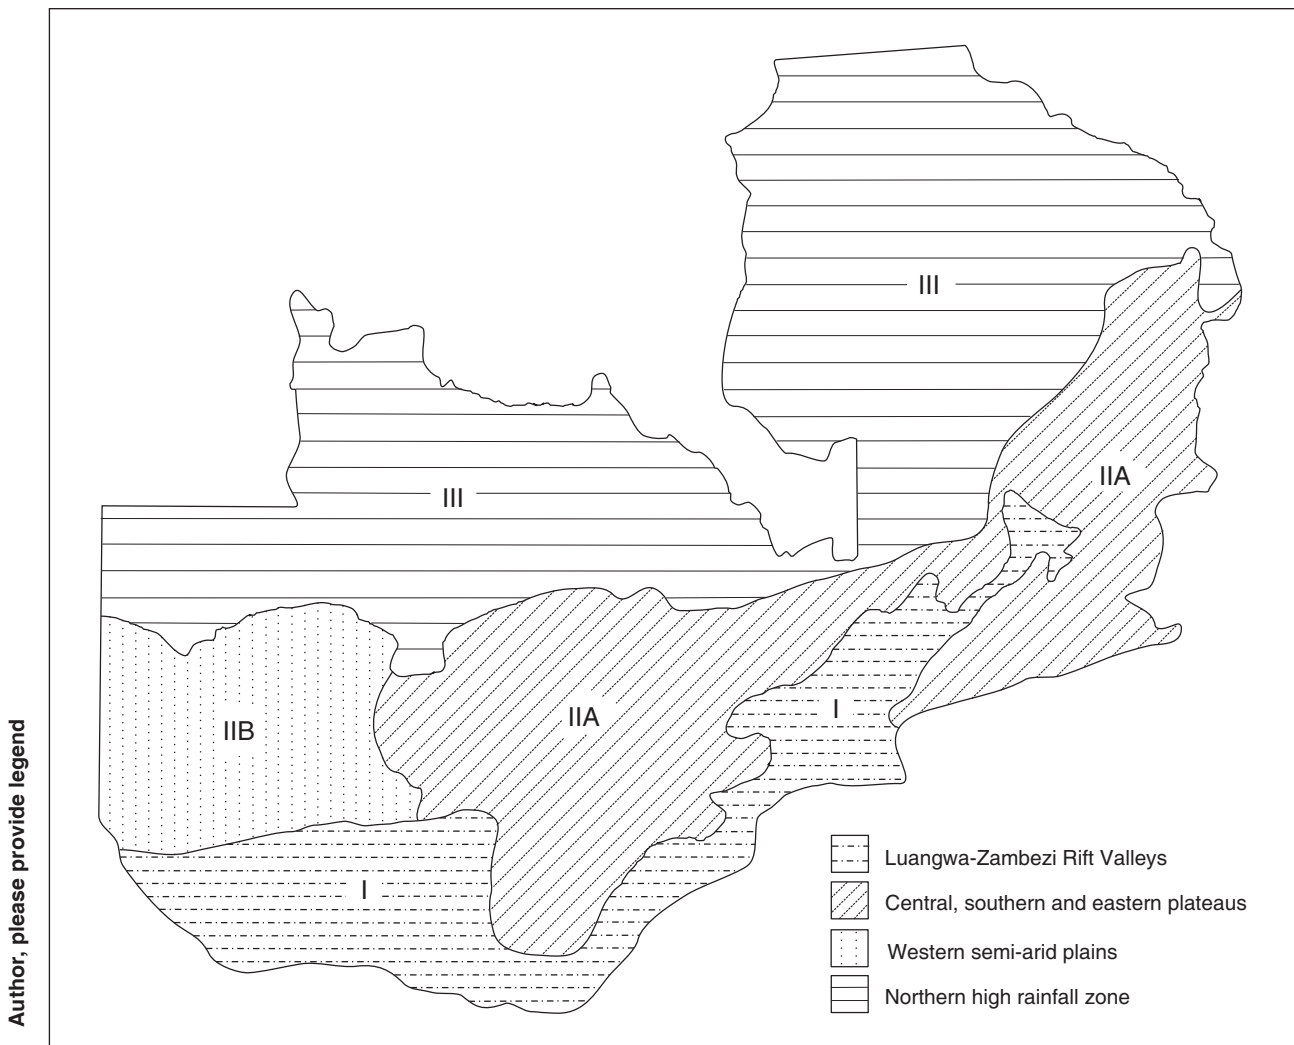 III
III
IIA
IIB
IIA
I
I
Luangwa-Zambezi Rift Valleys
Central, southern and eastern plateaus
Western semi-arid plains
Northern high rainfall zone
Author, please provide legend